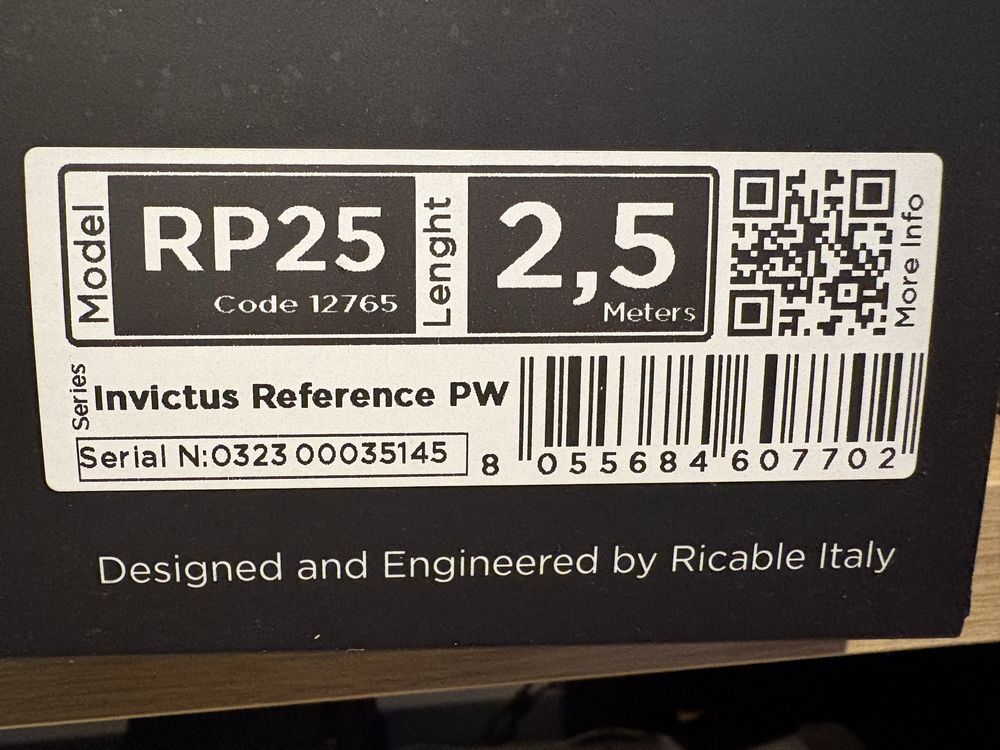 Model
RP25
Code 12765
Lenght
2,5
Meters
More Info
Series
Invictus Reference PW
Serial N:0323 00035145
8 055684 607702
Designed and Engineered by Ricable Italy